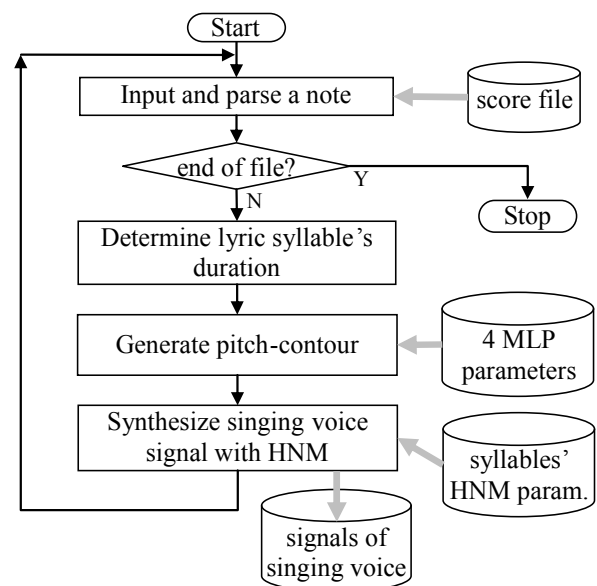 Start
Input and parse a note
score file
end of file?
Y
N
Stop
Determine lyric syllable’s
duration
Generate pitch-contour
4 MLP
parameters
Synthesize singing voice
signal with HNM
syllables’
HNM param.
signals of
singing voice